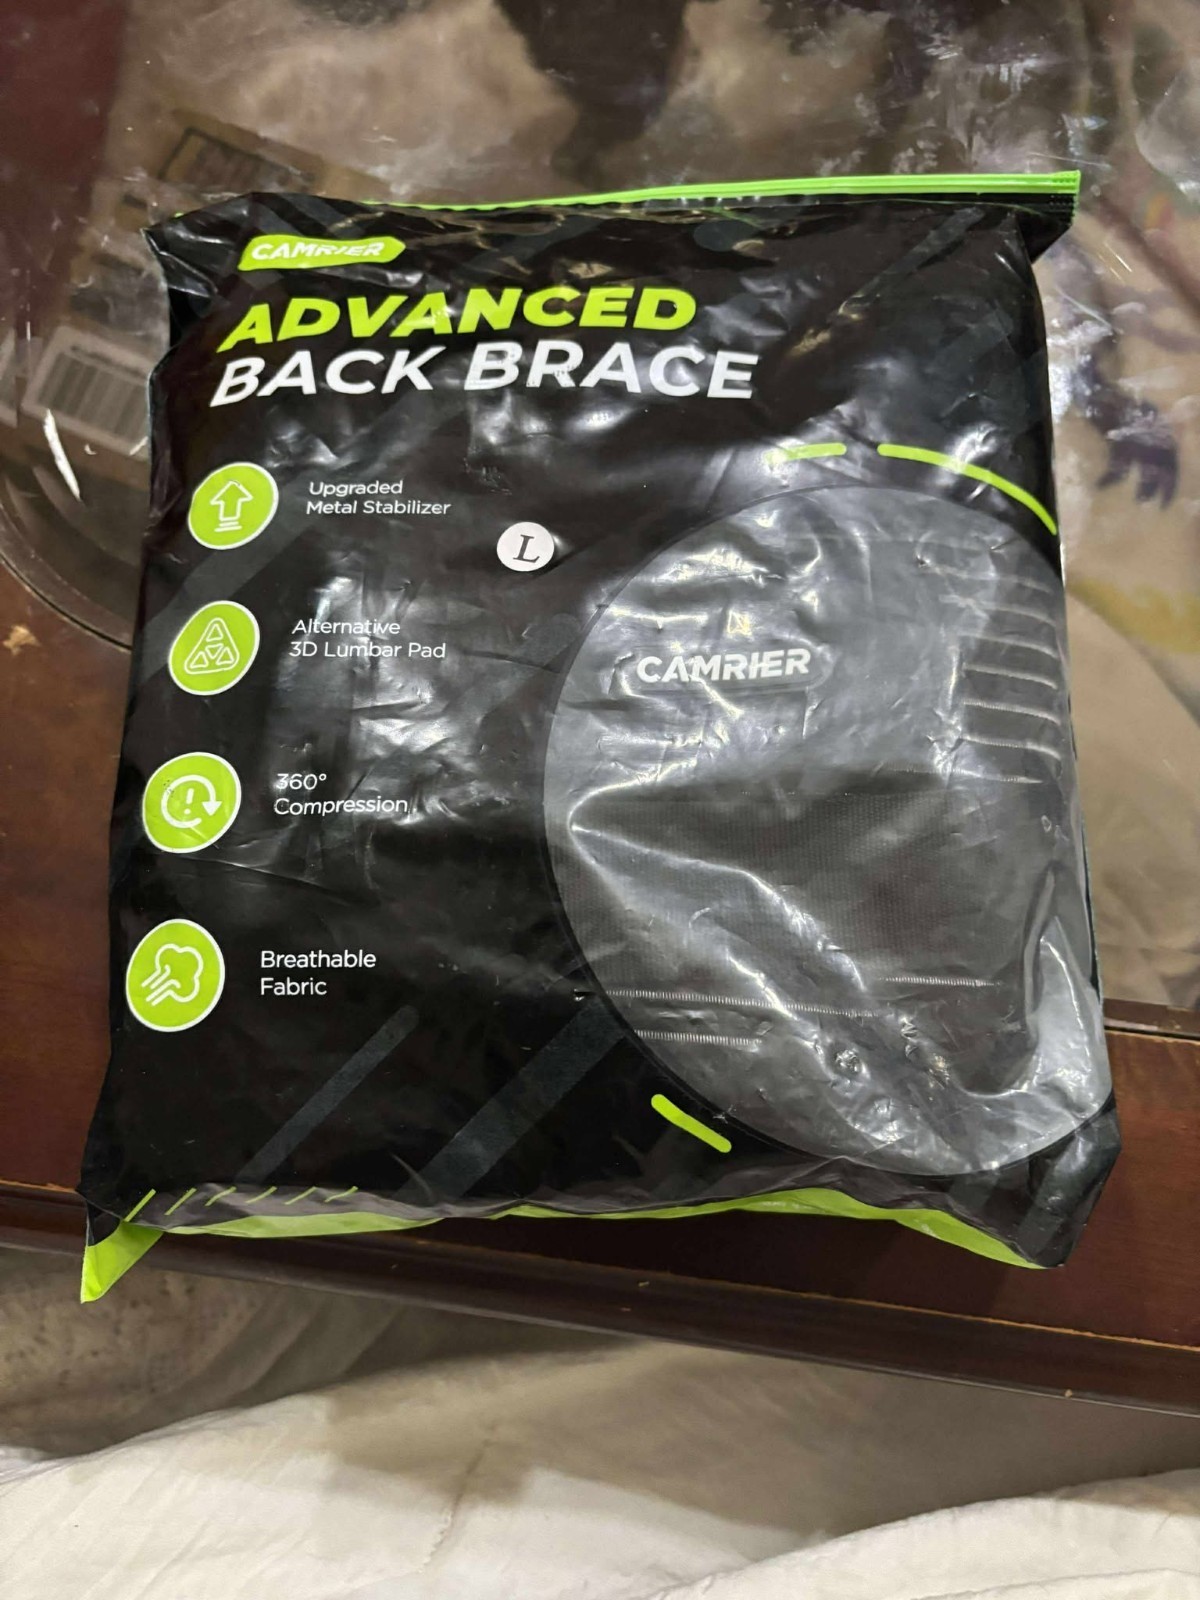 CAMRIER
ADVANCED
BACK BRACE
Upgraded
Metal Stabilizer
L
Alternative
3D Lumbar Pad
CAMRIER
360°
Compression
Breathable
Fabric